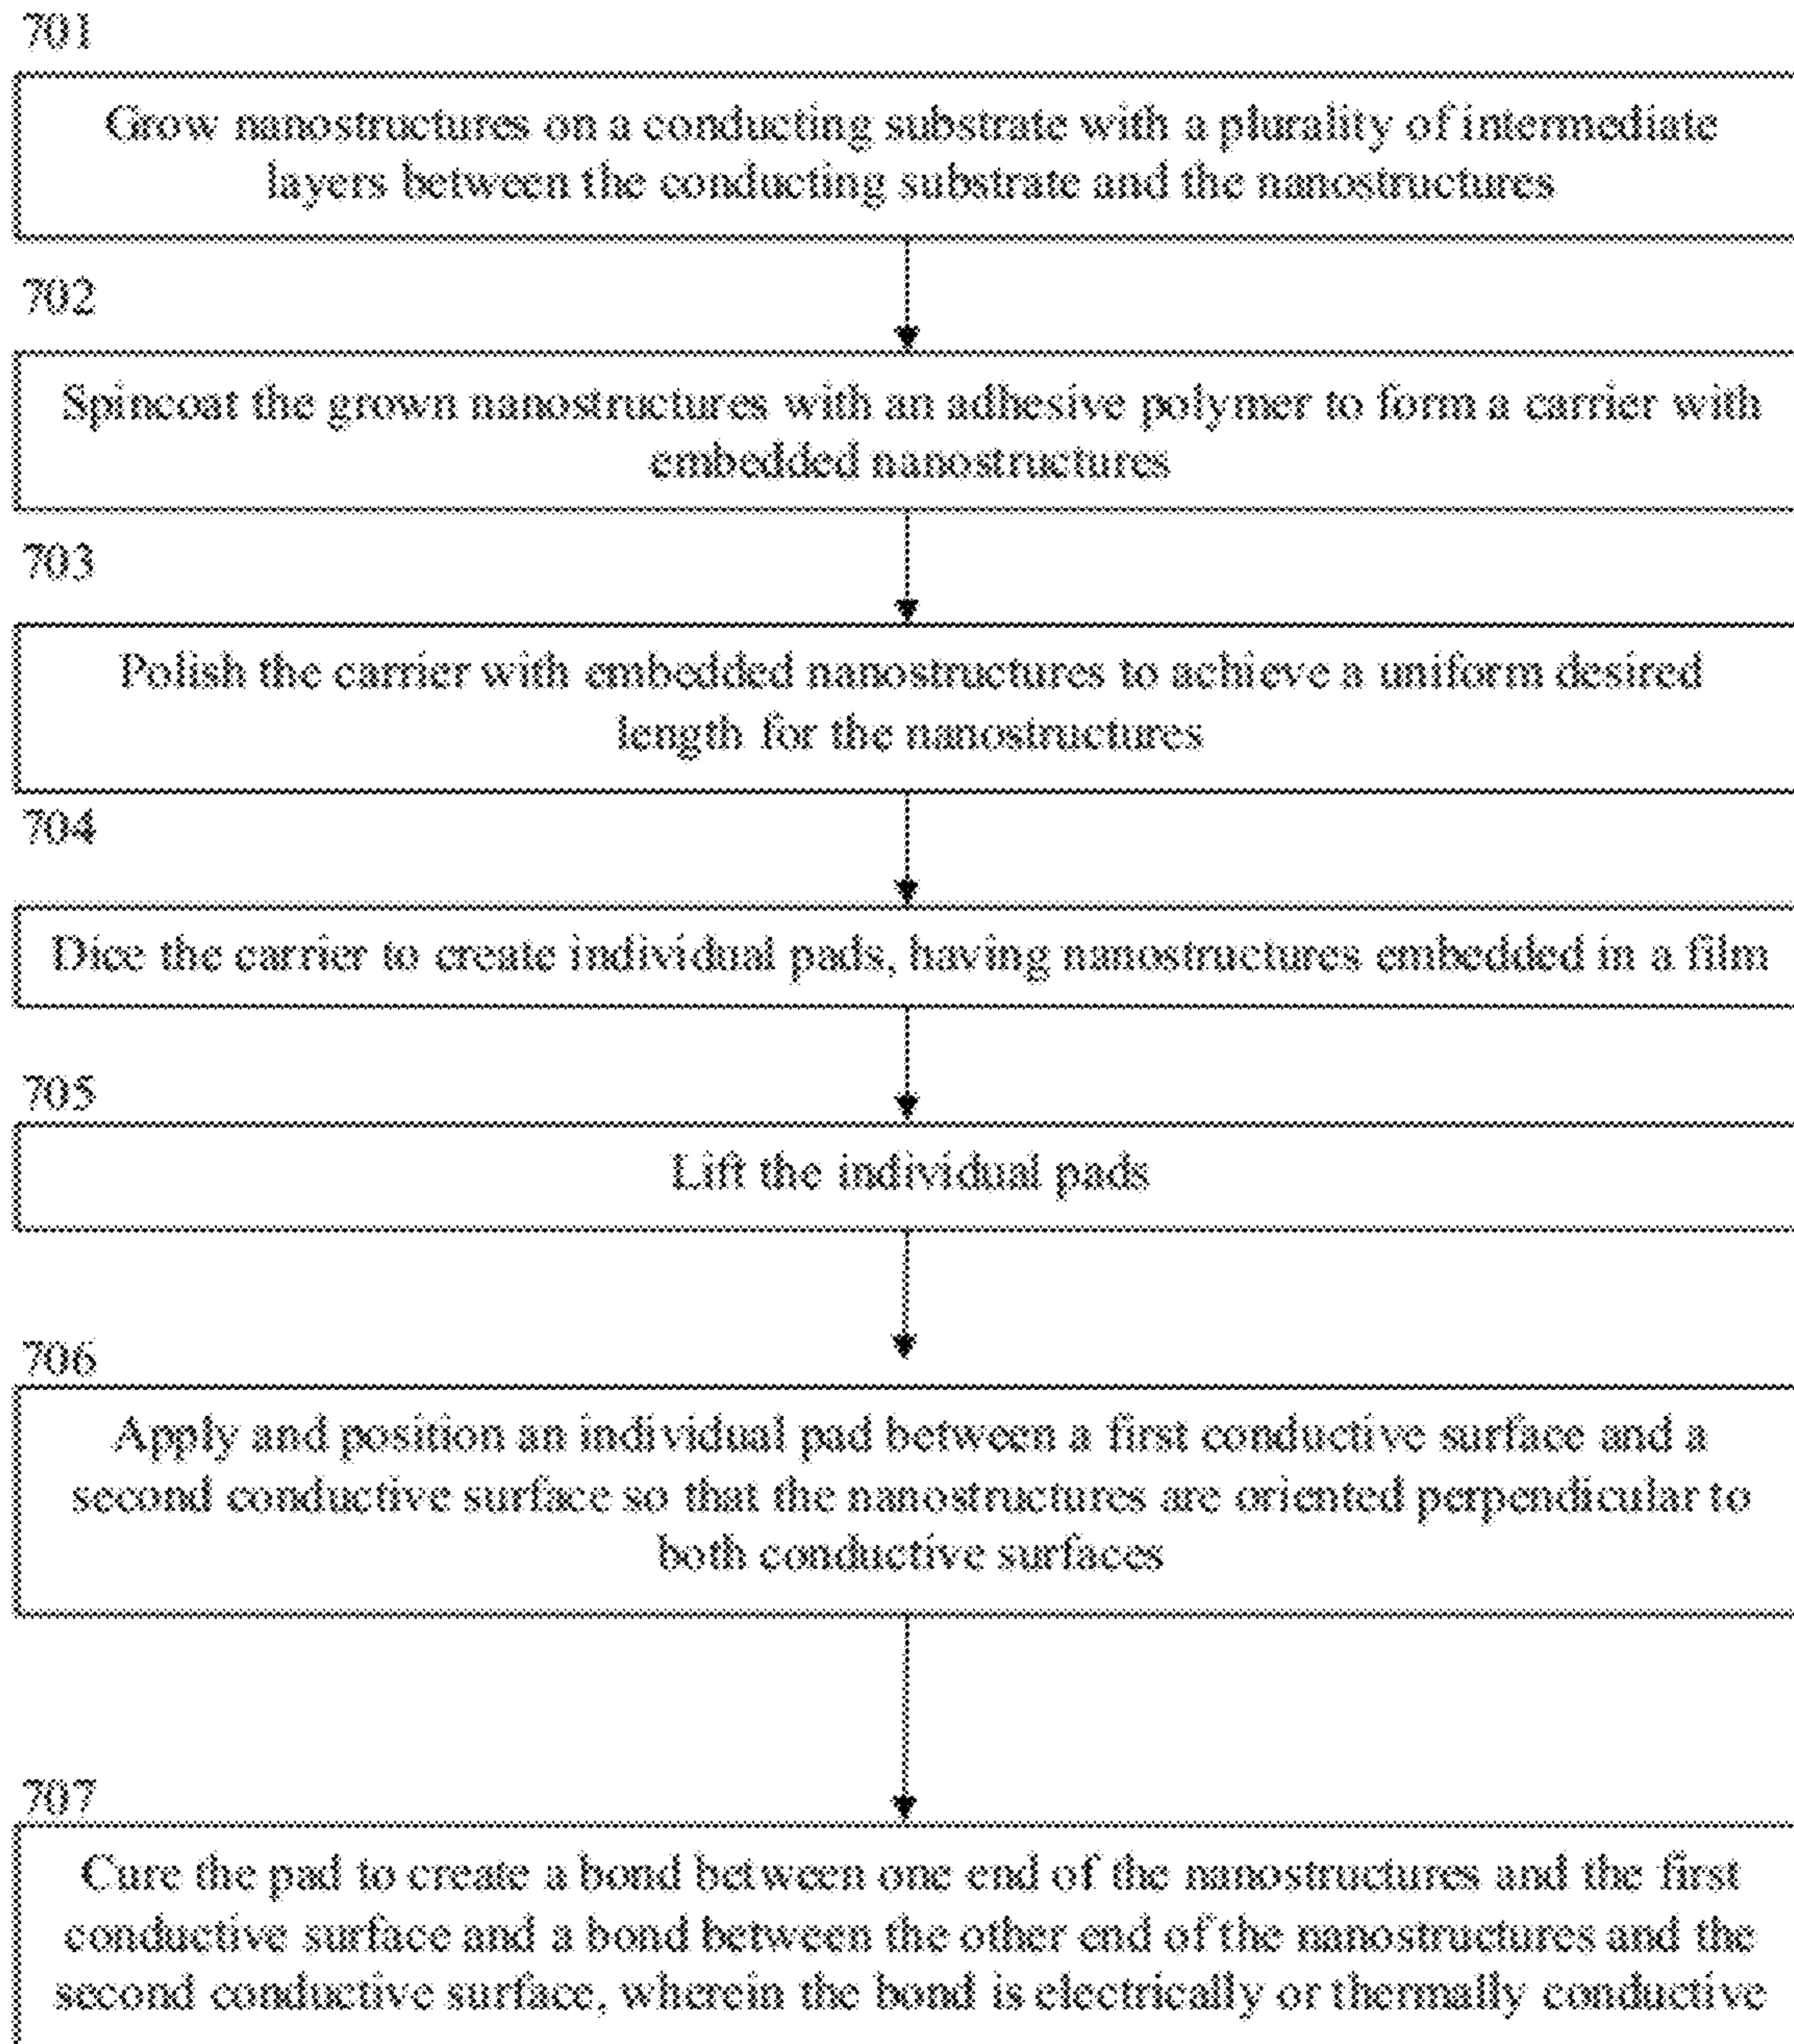 701
Grow nanostructures on a conducting substrate with a plurality of intermediate
layers between the conducting substrate and the nanostructures
702
Spincoat the grown nanostructures with an adhesive polymer to form a carrier with
embedded nanostructures
703
Polish the carrier with embedded nanostructures to achieve a uniform desired
length for the nanostructures
704
Dice the carrier to create individual pads, having nanostructures embedded in a film
705
Lift the individual pads
706
Apply and position an individual pad between a first conductive surface and a
second conductive surface so that the nanostructures are oriented perpendicular to
both conductive surfaces
707
Cure the pad to create a bond between one end of the nanostructures and the first
conductive surface and a bond between the other end of the nanostructures and the
second conductive surface, wherein the bond is electrically or thermally conductive